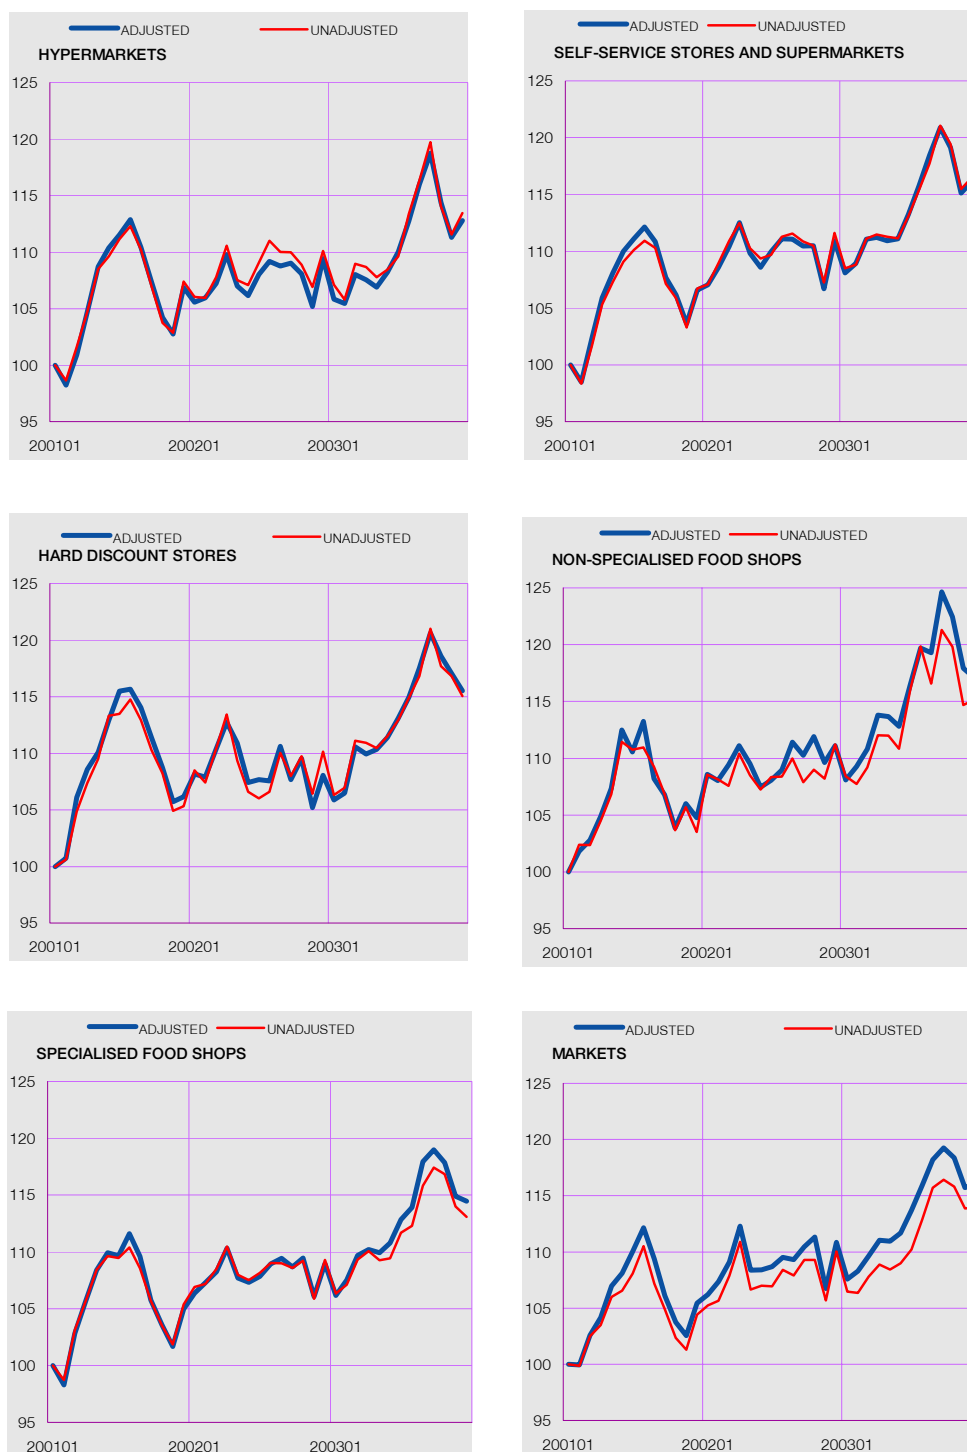 ADJUSTED UNADJUSTED
HYPERMARKETS
125
120
115
110
105
100
95
200101 200201 200301
ADJUSTED UNADJUSTED
SELF-SERVICE STORES AND SUPERMARKETS
125
120
115
110
105
100
95
200101 200201 200301
ADJUSTED UNADJUSTED
HARD DISCOUNT STORES
125
120
115
110
105
100
95
200101 200201 200301
ADJUSTED UNADJUSTED
NON-SPECIALISED FOOD SHOPS
125
120
115
110
105
100
95
200101 200201 200301
ADJUSTED UNADJUSTED
SPECIALISED FOOD SHOPS
125
120
115
110
105
100
95
200101 200201 200301
ADJUSTED UNADJUSTED
MARKETS
125
120
115
110
105
100
95
200101 200201 200301